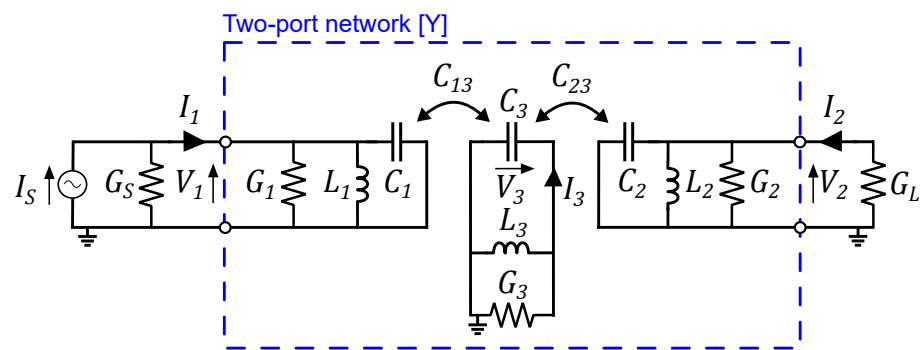 Two-port network [Y]
C13 C23
I1 C3 I2
IS GS V1 G1 L1 C1 V3 I3 C2 L2 G2 V2 GL
L3
G3